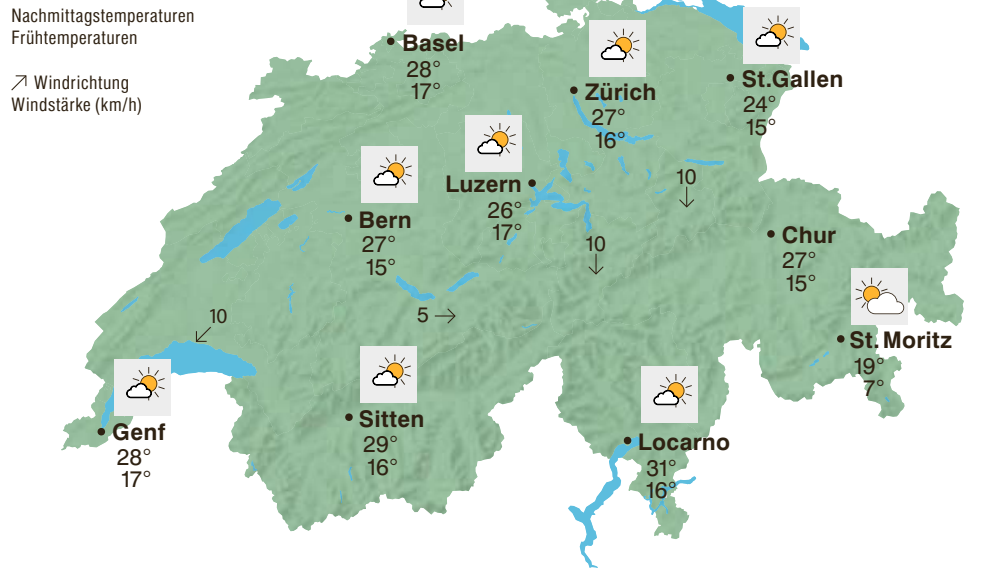 Nachmittagstemperaturen
Frühtemperaturen
Windrichtung
Windstärke (km/h)
Basel
28°
17°
Zürich
27°
16°
St.Gallen
24°
15°
Luzern
26°
17°
10
Bern
27°
15°
10
Chur
27°
15°
5
10
St. Moritz
19°
7°
Genf
28°
17°
Sitten
29°
16°
Locarno
31°
16°